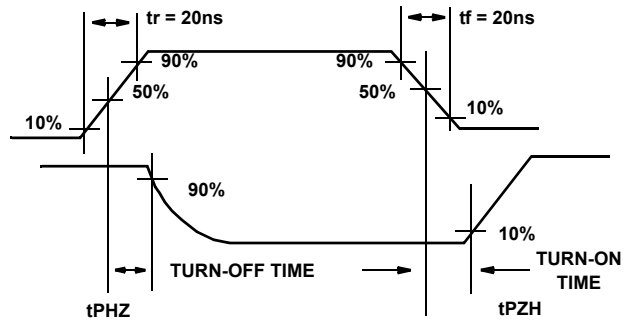 tr = 20ns
tf = 20ns
90%
90%
50%
50%
10%
10%
90%
10%
TURN-OFF TIME
TURN-ON
TIME
tPHZ
tPZH